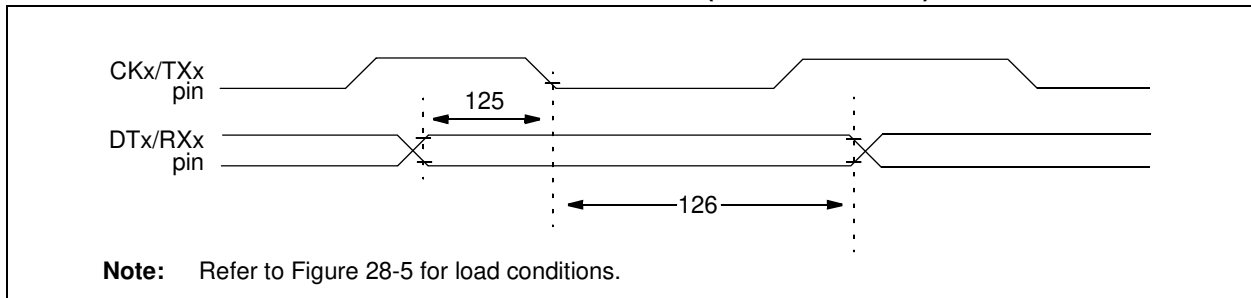 CKx/TXx
pin
125
DTx/RXx
pin
126
Note: Refer to Figure 28-5 for load conditions.